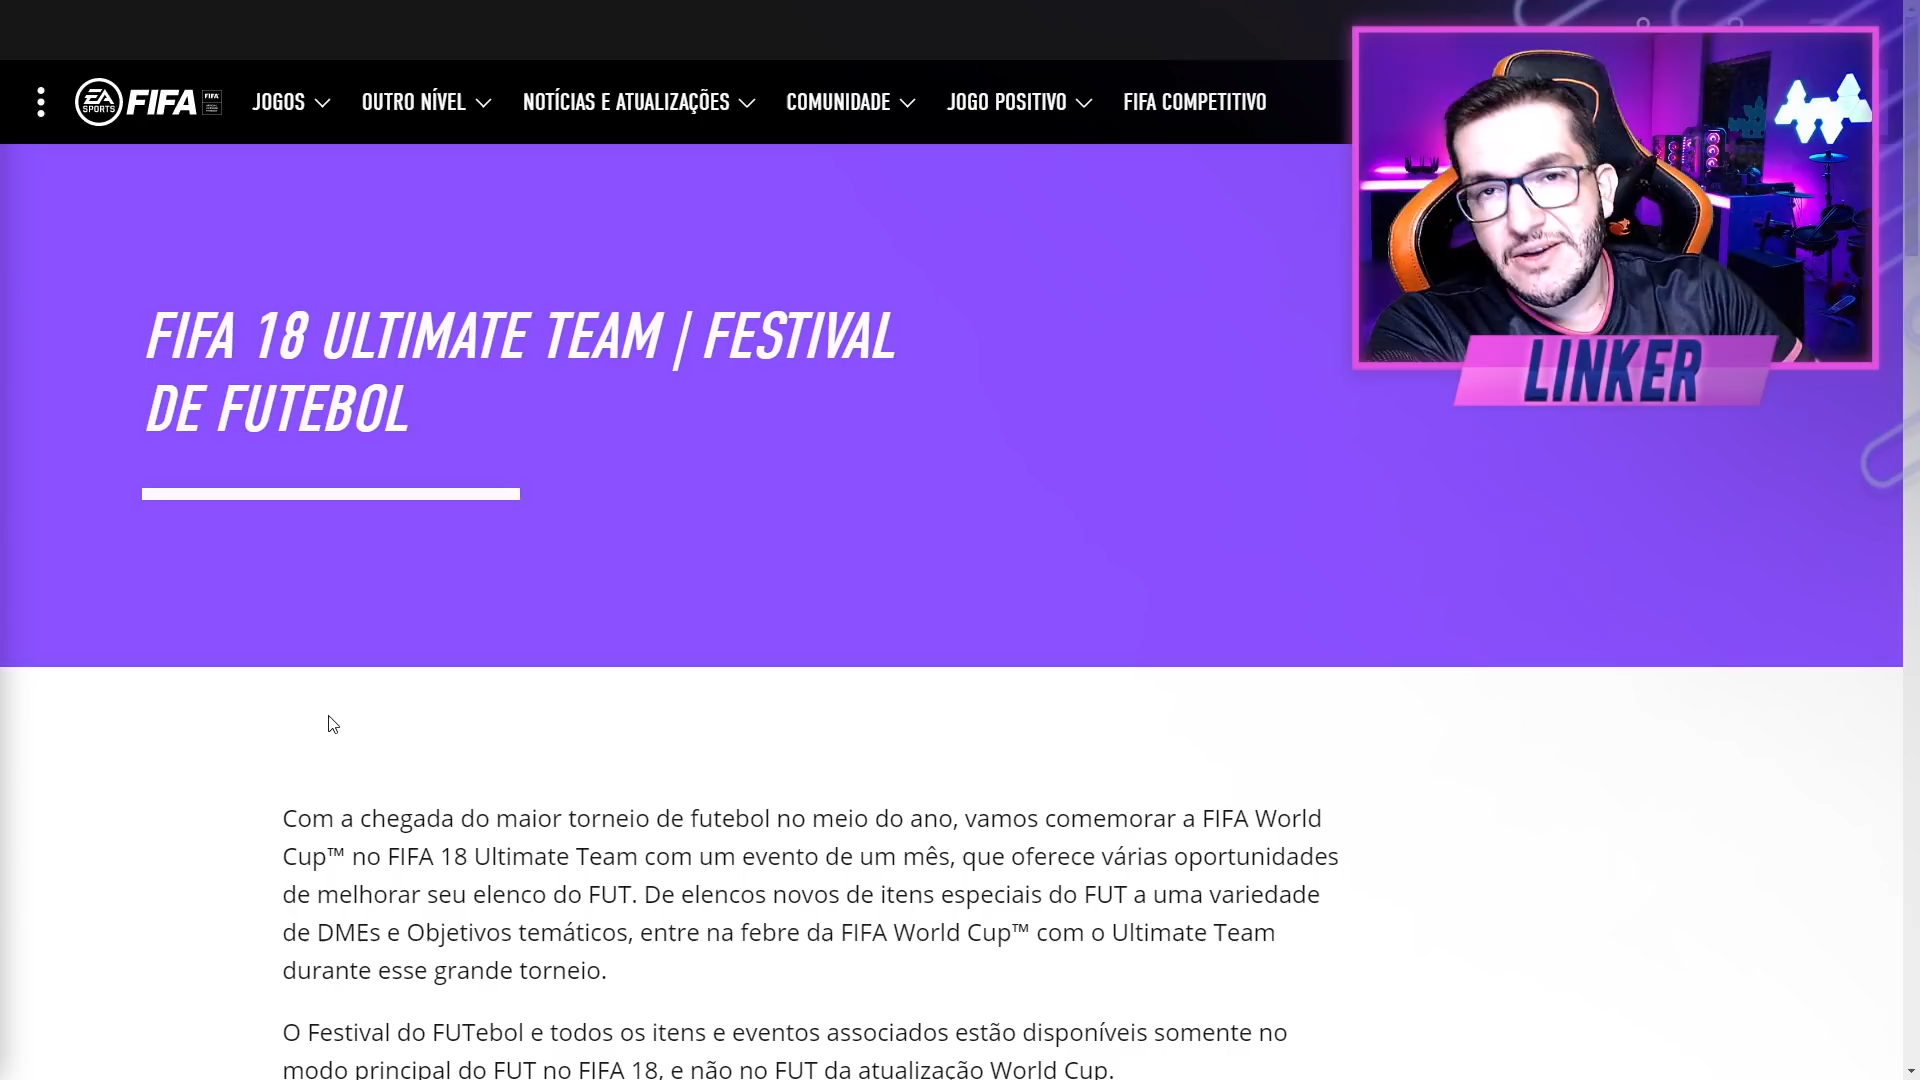 EA SPORTS FIFA FIFA JOGOS OUTRO NÍVEL NOTÍCIAS E ATUALIZAÇÕES COMUNIDADE JOGO POSITIVO FIFA COMPETITIVO
LINKER
FIFA 18 ULTIMATE TEAM | FESTIVAL
DE FUTEBOL
Com a chegada do maior torneio de futebol no meio do ano, vamos comemorar a FIFA World
Cup™ no FIFA 18 Ultimate Team com um evento de um mês, que oferece várias oportunidades
de melhorar seu elenco do FUT. De elencos novos de itens especiais do FUT a uma variedade
de DMEs e Objetivos temáticos, entre na febre da FIFA World Cup™ com o Ultimate Team
durante esse grande torneio.
O Festival do FUTebol e todos os itens e eventos associados estão disponíveis somente no
modo principal do FUT no FIFA 18, e não no FUT da atualização World Cup.